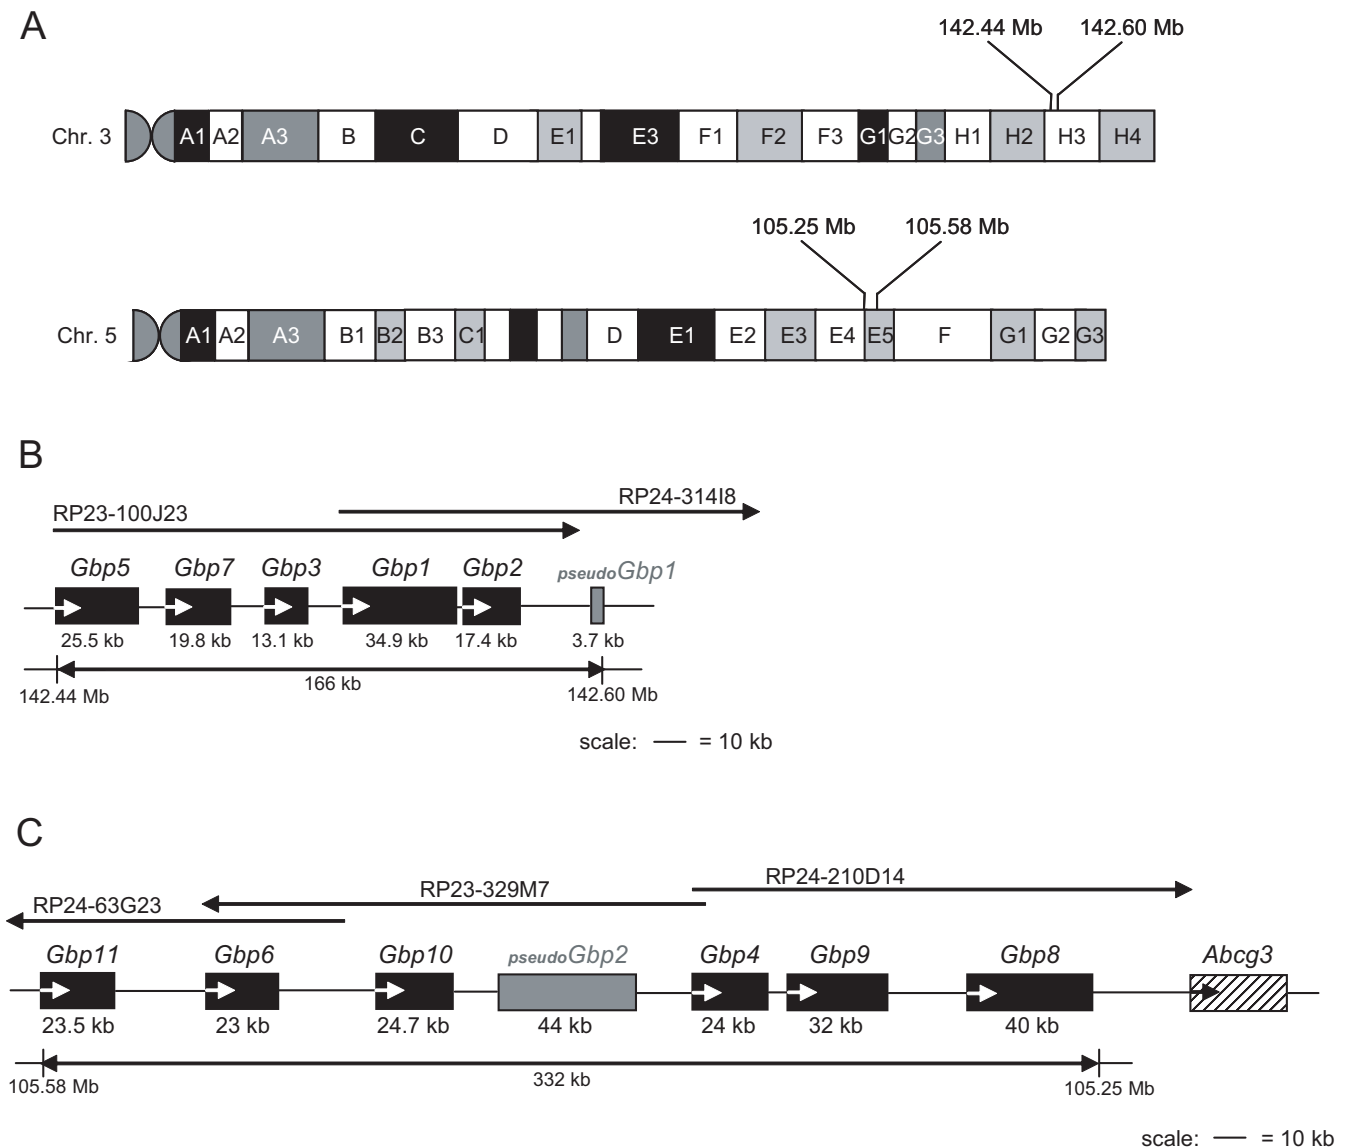 A
142.44 Mb 142.60 Mb
Chr. 3 A1 A2 A3 B C D E1 E3 F1 F2 F3 G1 G2 G3 H1 H2 H3 H4
105.25 Mb 105.58 Mb
Chr. 5 A1 A2 A3 B1 B2 B3 C1 D E1 E2 E3 E4 E5 F G1 G2 G3
B
RP24-314I8
RP23-100J23
Gbp5 Gbp7 Gbp3 Gbp1 Gbp2 pseudoGbp1
25.5 kb 19.8 kb 13.1 kb 34.9 kb 17.4 kb 3.7 kb
166 kb
142.44 Mb 142.60 Mb
scale: = 10 kb
C
RP24-210D14
RP23-329M7
RP24-63G23
Gbp11 Gbp6 Gbp10 pseudoGbp2 Gbp4 Gbp9 Gbp8 Abcg3
23.5 kb 23 kb 24.7 kb 44 kb 24 kb 32 kb 40 kb
332 kb
105.58 Mb 105.25 Mb
scale: = 10 kb